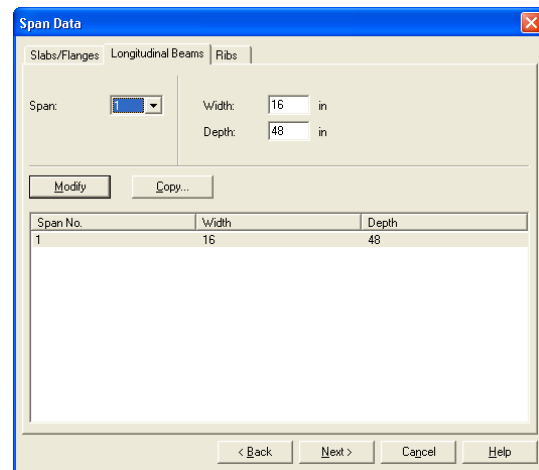 Span Data
Slabs/Flanges Longitudinal Beams Ribs
Span: 1 Width: 16 in
Depth: 48 in
Modify Copy...
Span No. Width Depth
1 16 48
< Back Next > Cancel Help